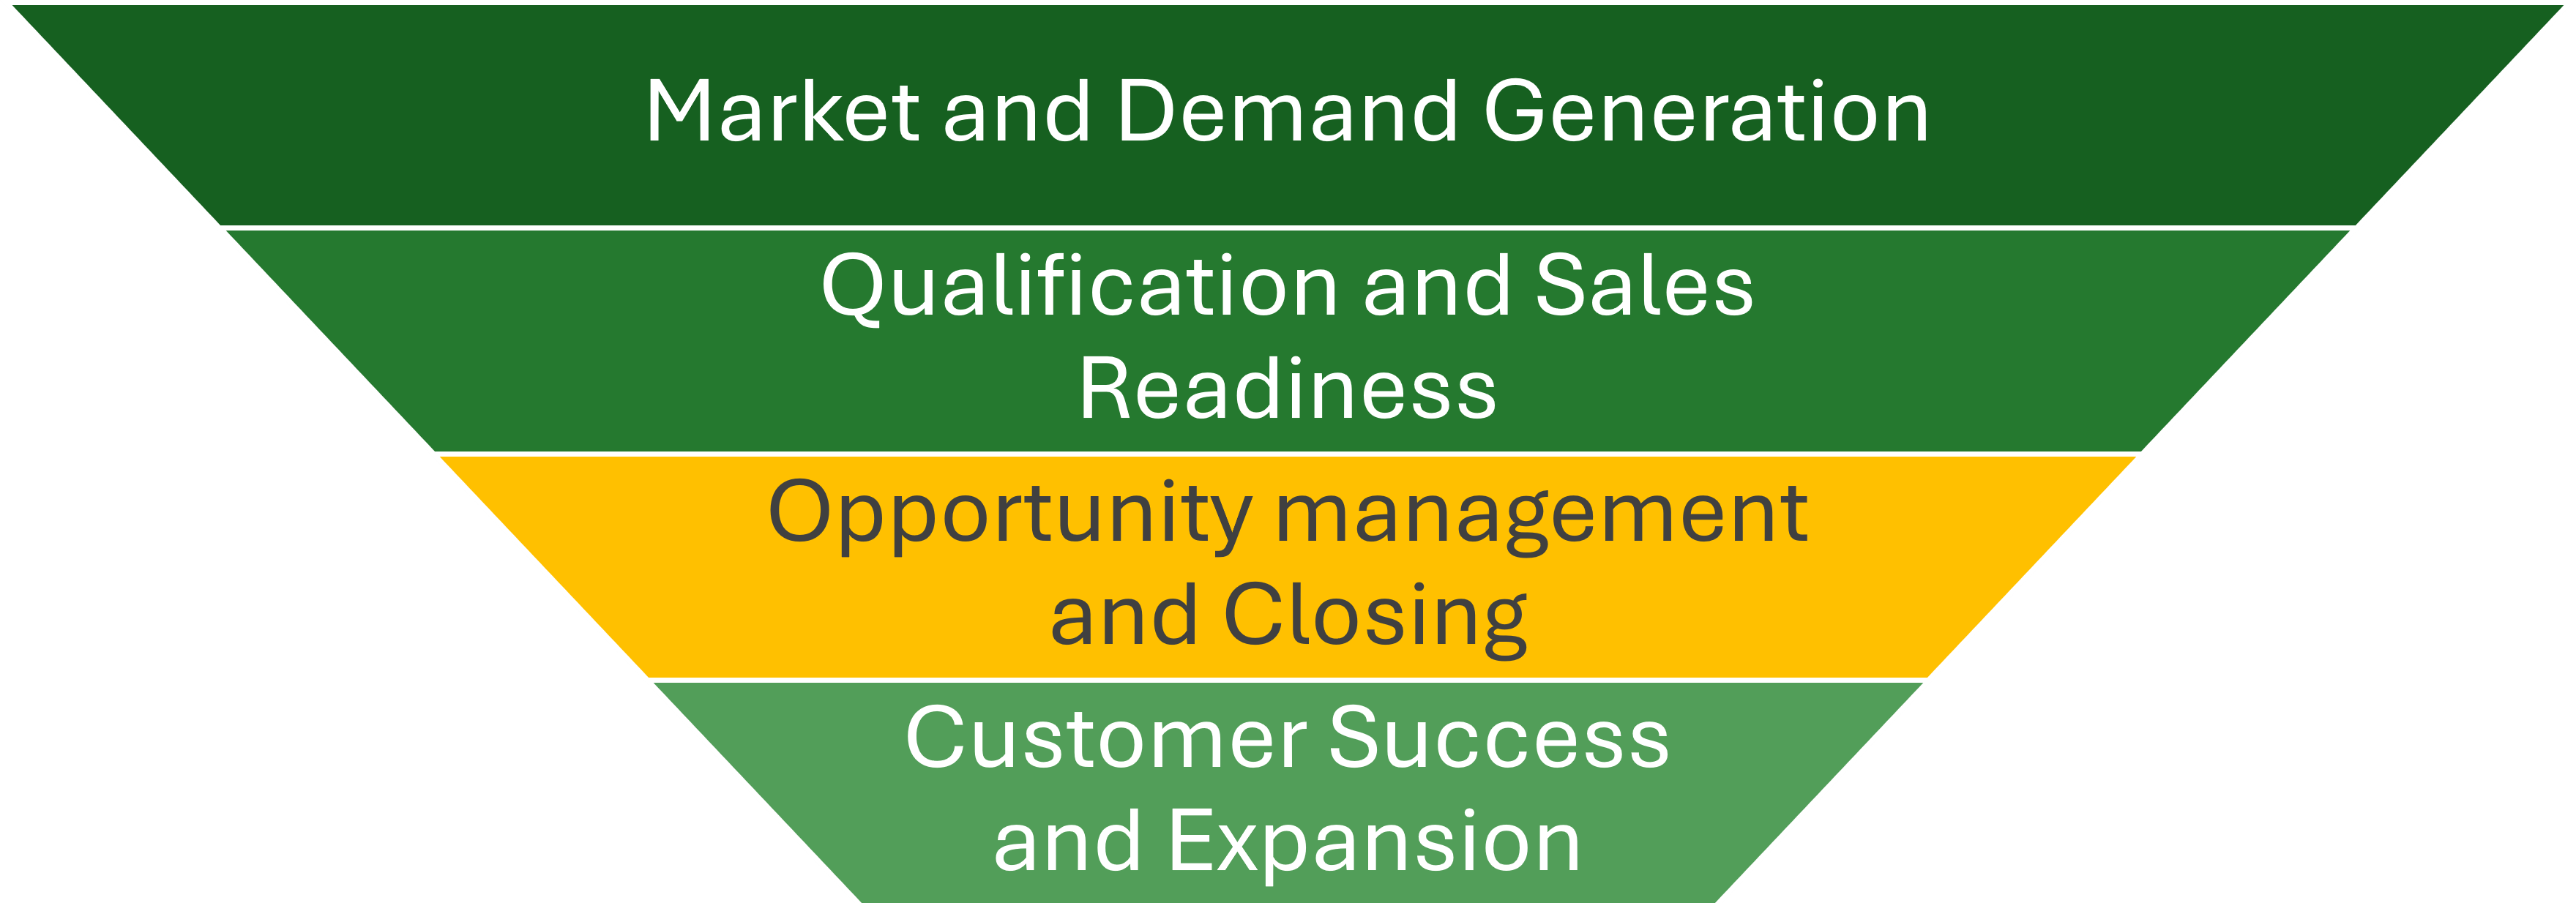 Market and Demand Generation
Qualification and Sales
Readiness
Opportunity management
and Closing
Customer Success
and Expansion